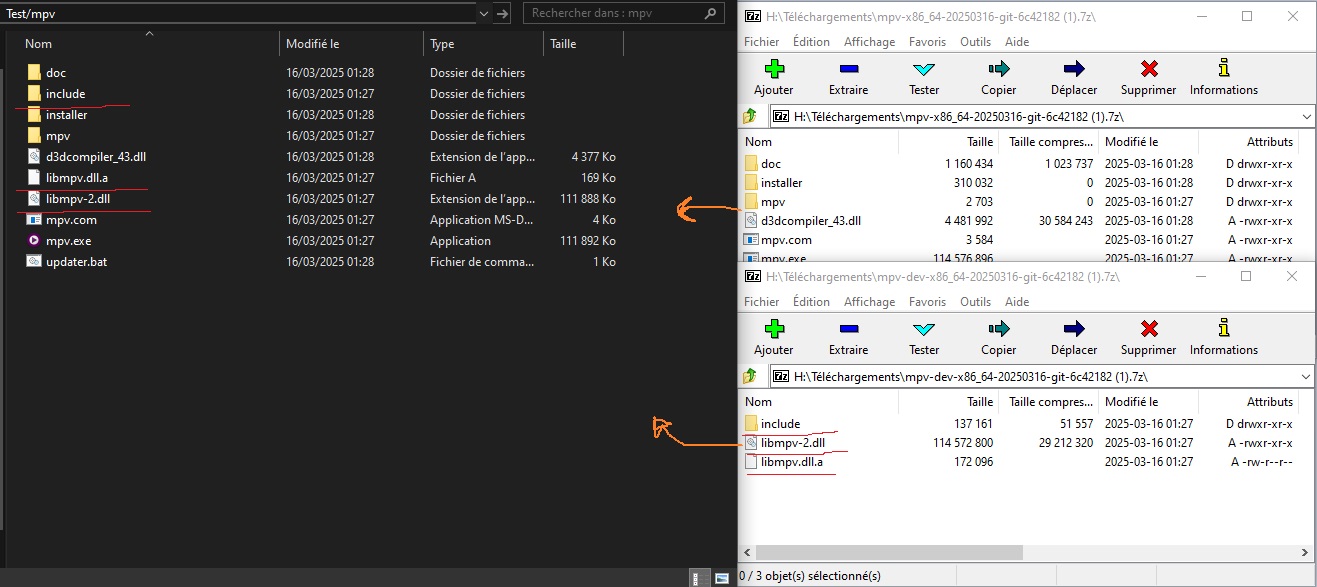 Test/mpv
Rechercher dans : mpv
Nom Modifié le Type Taille
doc 16/03/2025 01:28 Dossier de fichiers
include 16/03/2025 01:27 Dossier de fichiers
installer 16/03/2025 01:28 Dossier de fichiers
mpv 16/03/2025 01:27 Dossier de fichiers
d3dcompiler_43.dll 16/03/2025 01:28 Extension de l'app... 4 377 Ko
libmpv.dll.a 16/03/2025 01:27 Fichier A 169 Ko
libmpv-2.dll 16/03/2025 01:27 Extension de l'app... 111 888 Ko
mpv.com 16/03/2025 01:27 Application MS-D... 4 Ko
mpv.exe 16/03/2025 01:27 Application 111 892 Ko
updater.bat 16/03/2025 01:28 Fichier de comma... 1 Ko
7z H:\Téléchargements\mpv-x86_64-20250316-git-6c42182 (1).7z\
Fichier Édition Affichage Favoris Outils Aide
Ajouter Extraire Tester Copier Déplacer Supprimer Informations
7z H:\Téléchargements\mpv-x86_64-20250316-git-6c42182 (1).7z\
Nom Taille Taille compres... Modifié le Attributs
doc 1 160 434 1 023 737 2025-03-16 01:28 D drwxr-xr-x
installer 310 032 0 2025-03-16 01:28 D drwxr-xr-x
mpv 2 703 0 2025-03-16 01:27 D drwxr-xr-x
d3dcompiler_43.dll 4 481 992 30 584 243 2025-03-16 01:28 A -rwxr-xr-x
mpv.com 3 584 2025-03-16 01:27 A -rwxr-xr-x
mpv.exe 114 576 896 2025-03-16 01:27 A -rwxr-xr-x
7z H:\Téléchargements\mpv-dev-x86_64-20250316-git-6c42182 (1).7z\
Fichier Édition Affichage Favoris Outils Aide
Ajouter Extraire Tester Copier Déplacer Supprimer Informations
7z H:\Téléchargements\mpv-dev-x86_64-20250316-git-6c42182 (1).7z\
Nom Taille Taille compres... Modifié le Attributs
include 137 161 51 557 2025-03-16 01:27 D drwxr-xr-x
libmpv-2.dll 114 572 800 29 212 320 2025-03-16 01:27 A -rwxr-xr-x
libmpv.dll.a 172 096 2025-03-16 01:27 A -rw-r--r--
0 / 3 objet(s) sélectionné(s)